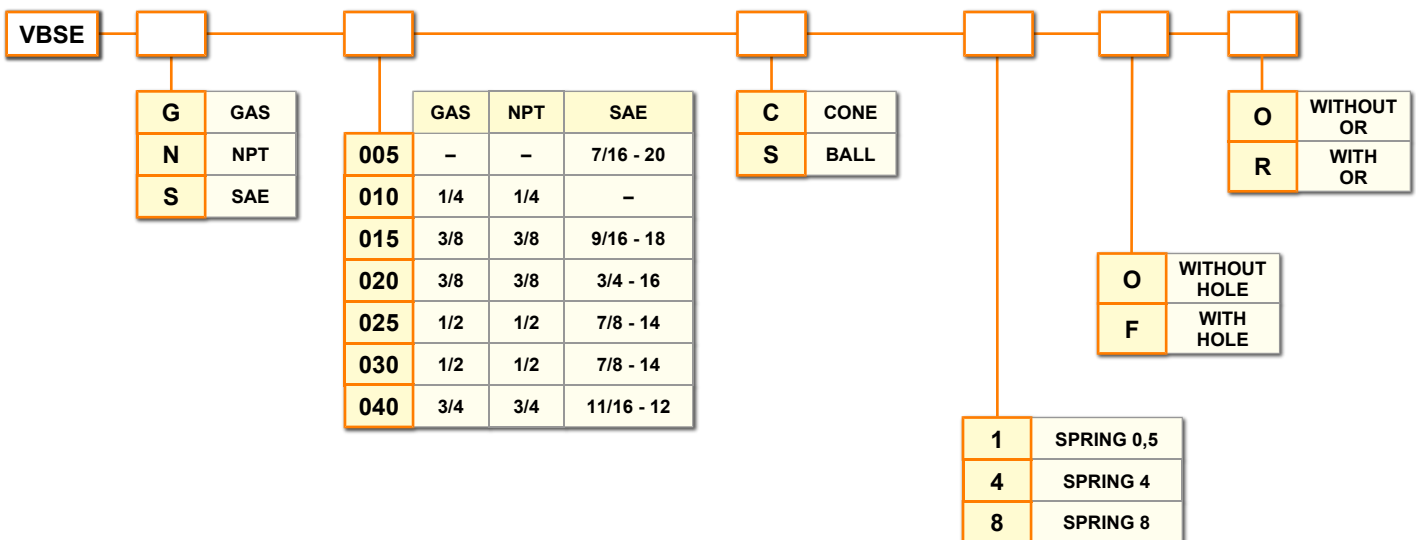 VBSE
G GAS
N NPT
S SAE
GAS NPT SAE
005 – – 7/16 - 20
010 1/4 1/4 –
015 3/8 3/8 9/16 - 18
020 3/8 3/8 3/4 - 16
025 1/2 1/2 7/8 - 14
030 1/2 1/2 7/8 - 14
040 3/4 3/4 11/16 - 12
C CONE
S BALL
1 SPRING 0,5
4 SPRING 4
8 SPRING 8
O WITHOUT
HOLE
F WITH
HOLE
O WITHOUT
OR
R WITH
OR